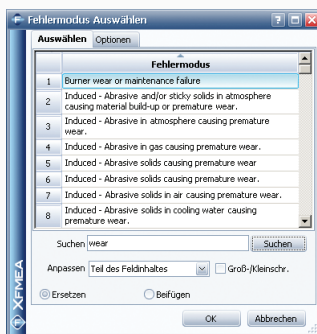 Fehlermodus Auswählen
Auswählen Optionen
Fehlermodus
1 Burner wear or maintenance failure
2 Induced - Abrasive and/or sticky solids in atmosphere
causing material build-up or premature wear.
3 Induced - Abrasive in atmosphere causing premature
wear.
4 Induced - Abrasive in gas causing premature wear.
5 Induced - Abrasive solids causing premature wear
6 Induced - Abrasive solids causing premature wear.
7 Induced - Abrasive solids in air causing premature wear.
8 Induced - Abrasive solids in cooling water causing
premature wear.
Suchen wear Suchen
Anpassen Teil des Feldinhaltes Groß-/Kleinschr.
Ersetzen Beifügen
OK Abbrechen
XFMEA